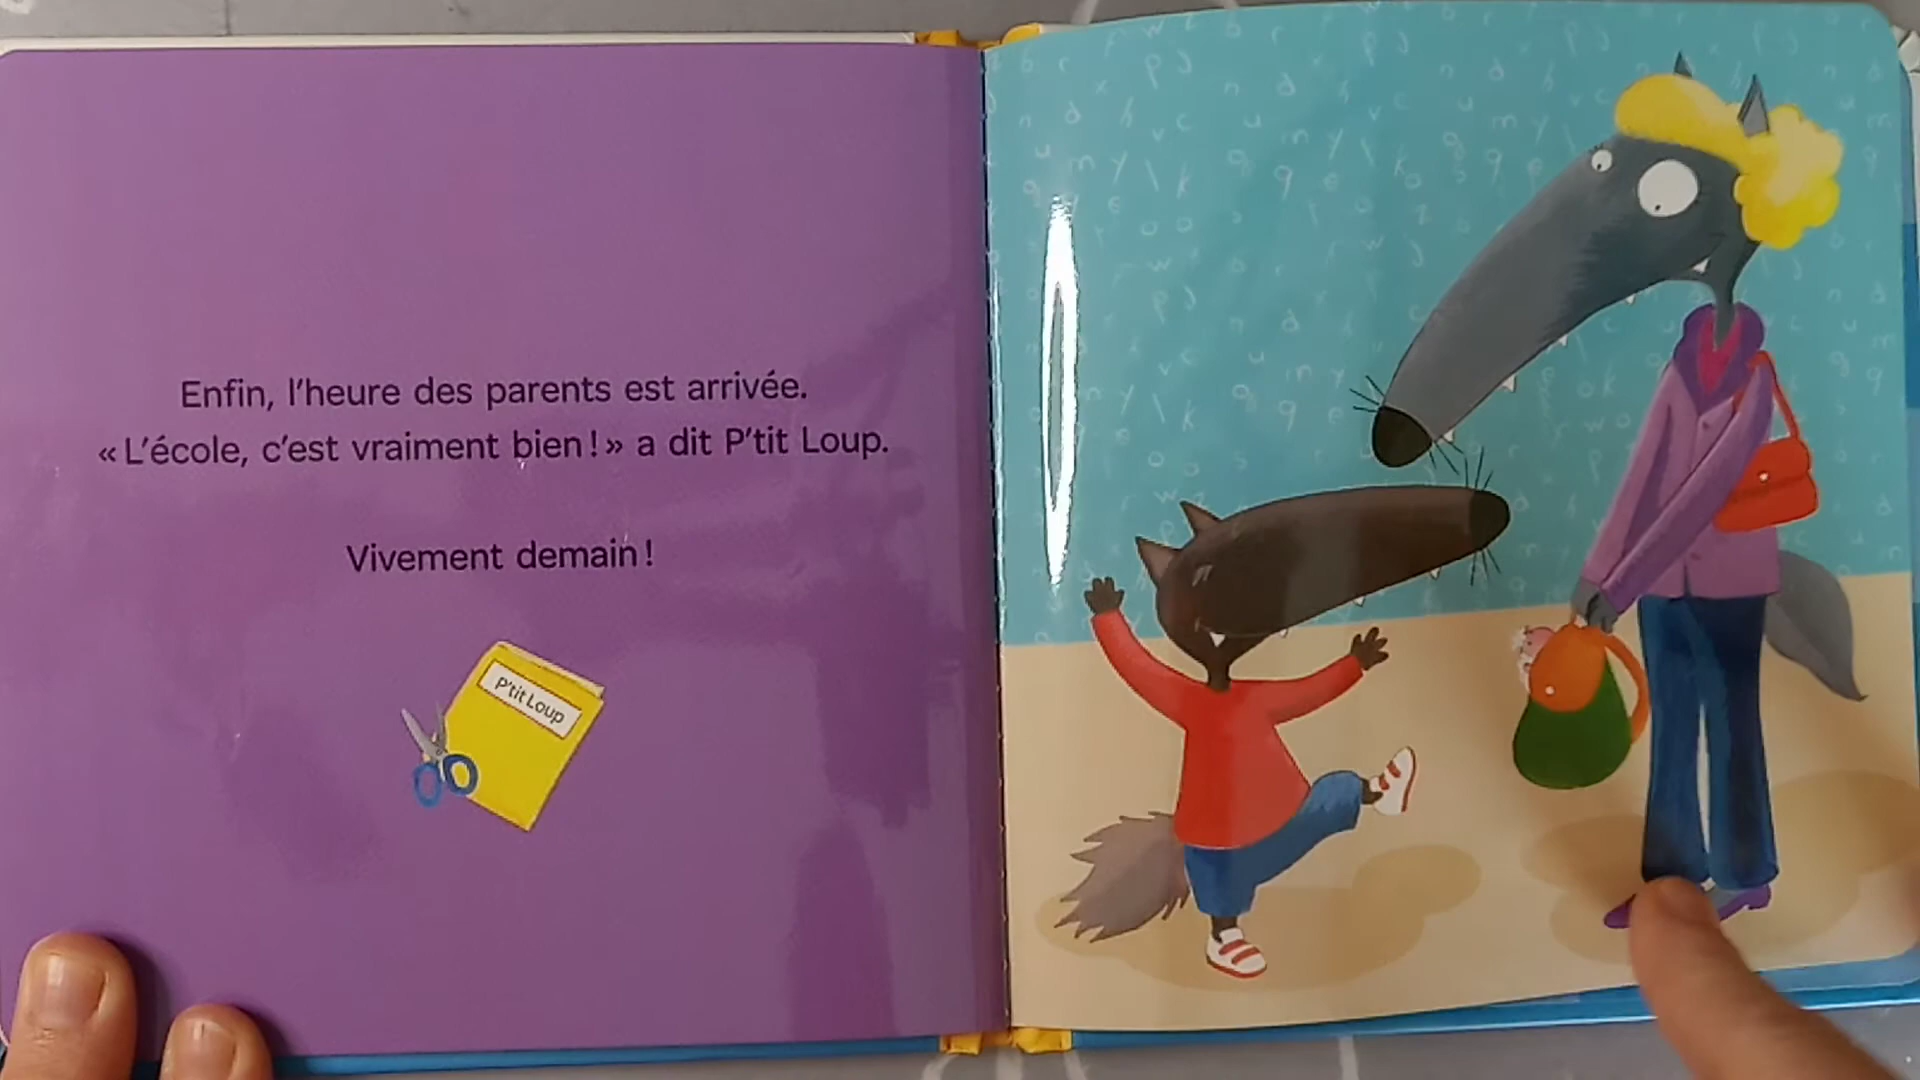 Enfin, l'heure des parents est arrivée.
« L'école, c'est vraiment bien ! » a dit P'tit Loup.
Vivement demain !
P'tit Loup